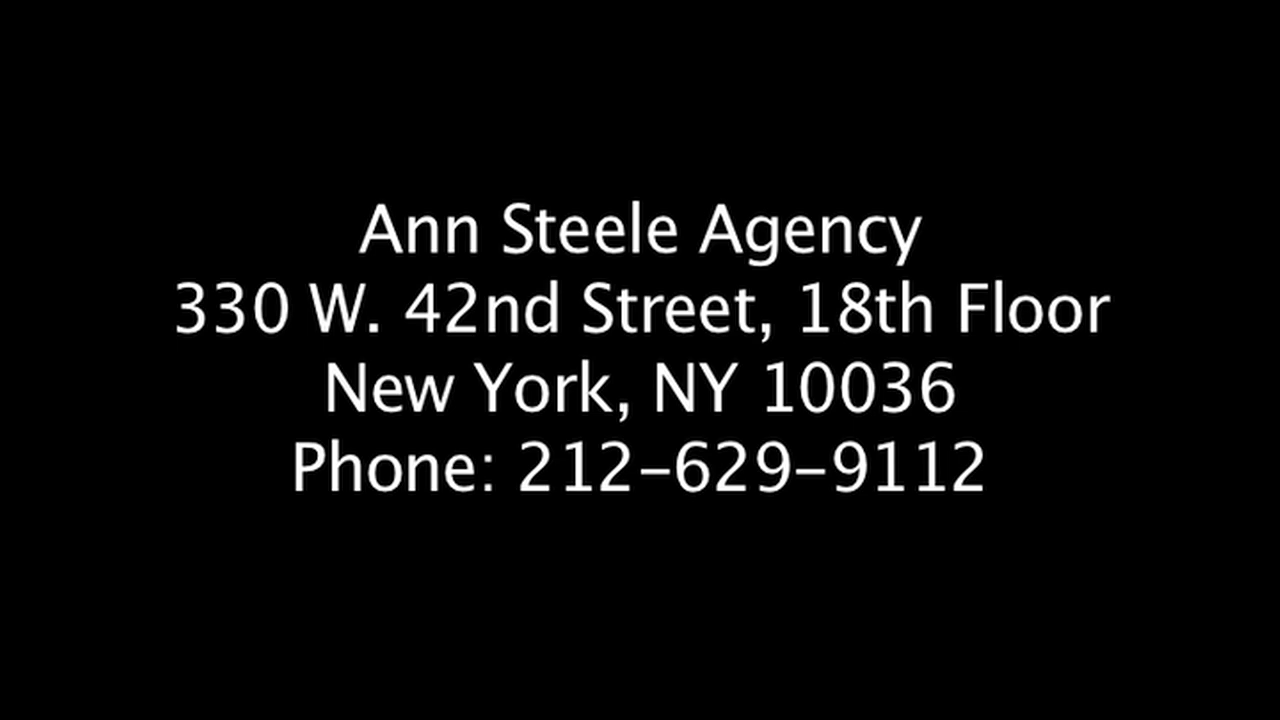 Ann Steele Agency
330 W. 42nd Street, 18th Floor
New York, NY 10036
Phone: 212-629-9112